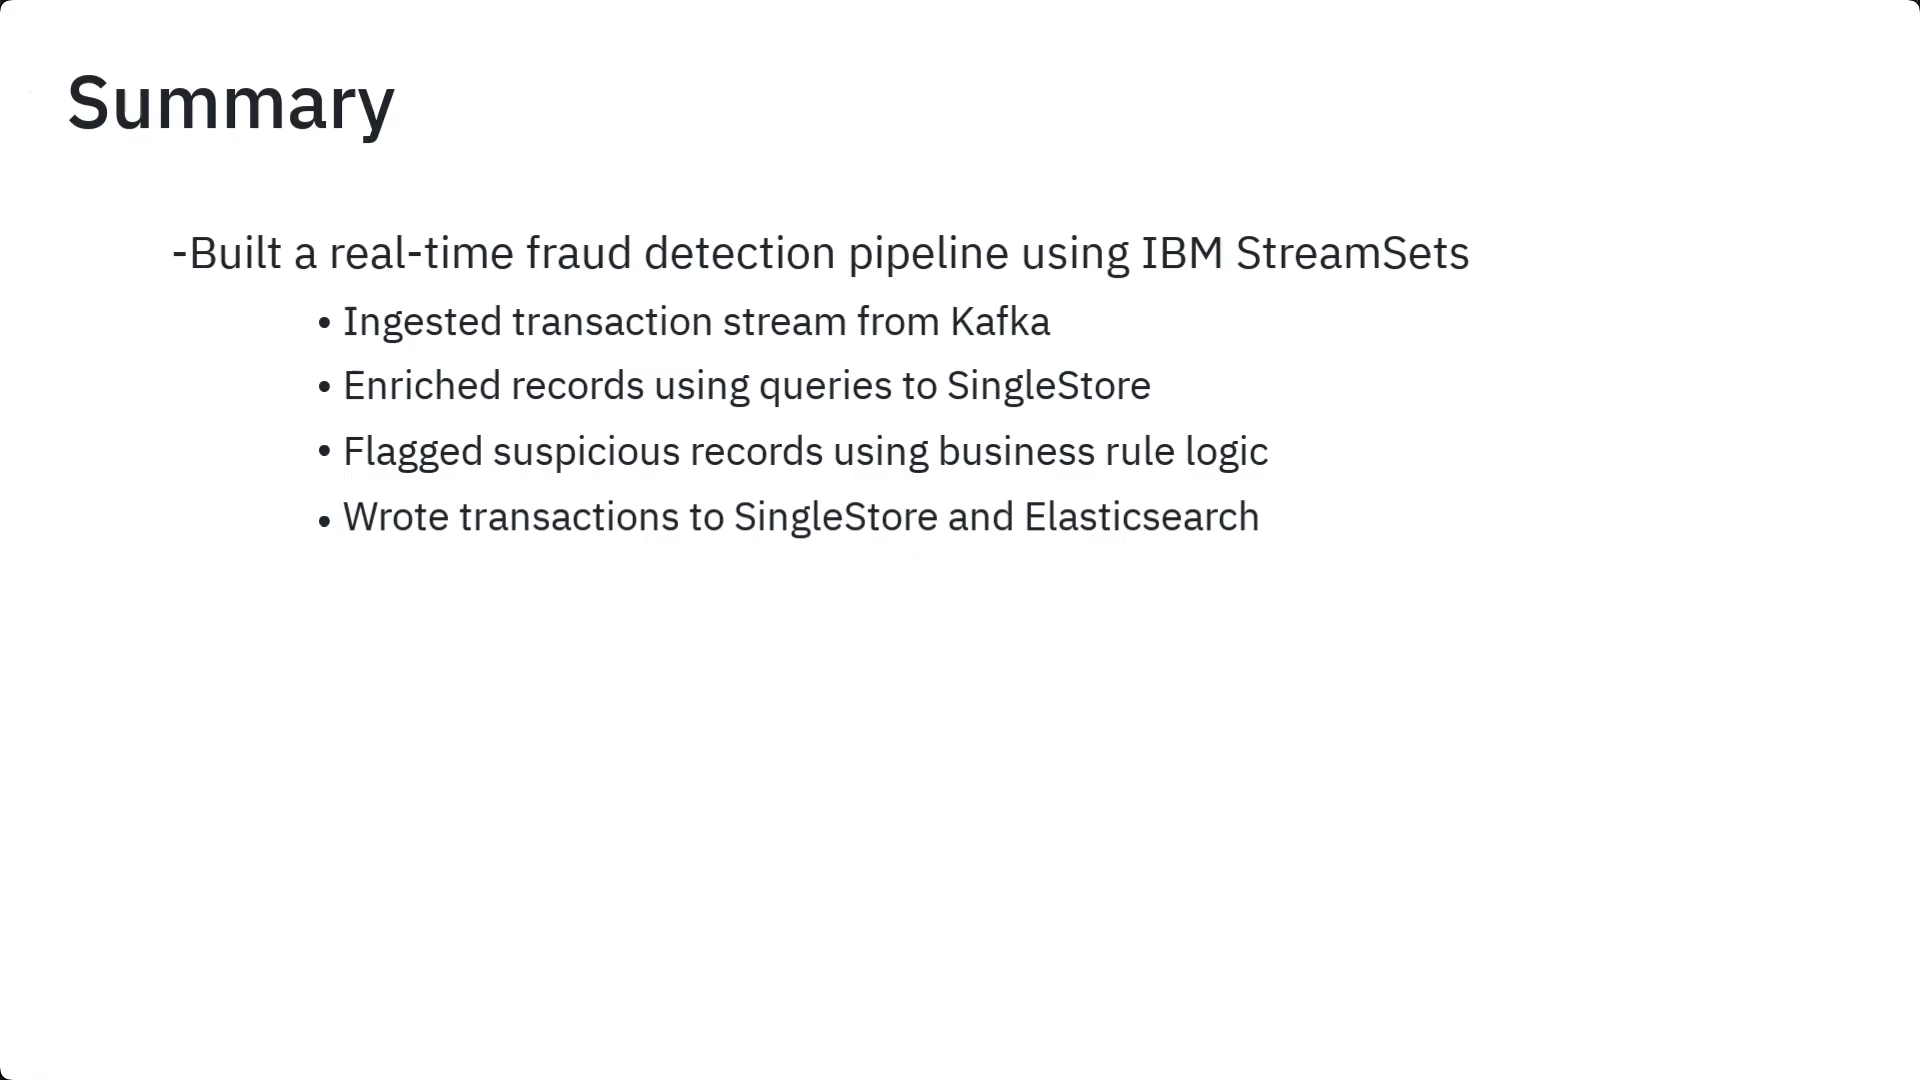 Summary
-Built a real-time fraud detection pipeline using IBM StreamSets
• Ingested transaction stream from Kafka
• Enriched records using queries to SingleStore
• Flagged suspicious records using business rule logic
• Wrote transactions to SingleStore and Elasticsearch